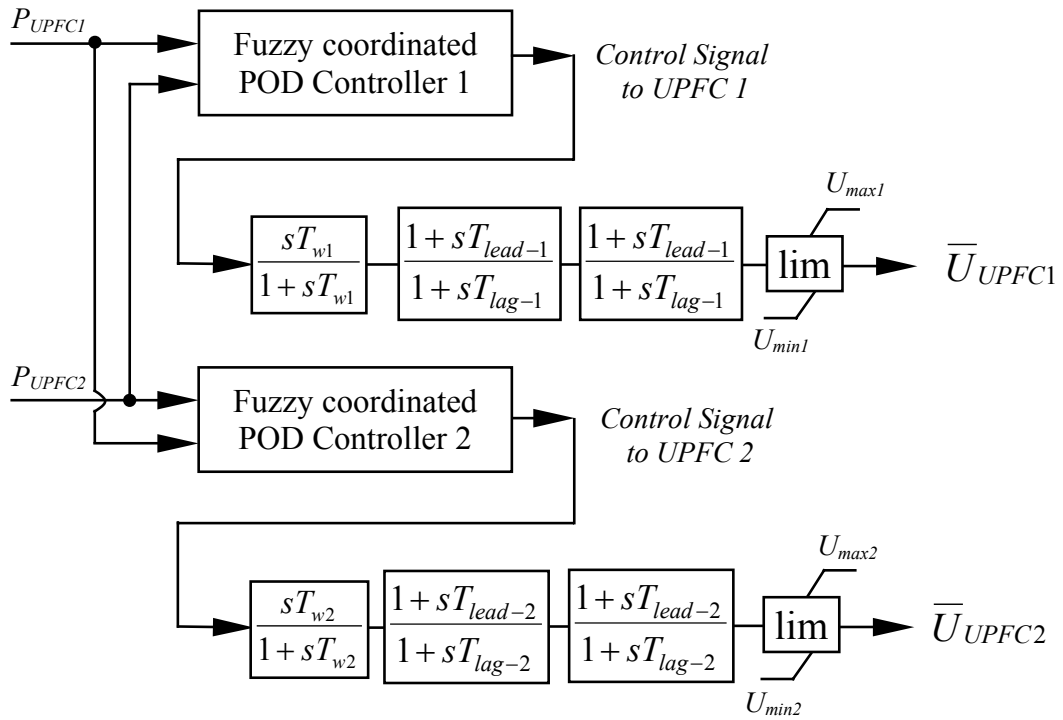 P_UPFC1
Fuzzy coordinated
POD Controller 1
Control Signal
to UPFC 1
sT_w1
1 + sT_w1
1 + sT_lead−1
1 + sT_lag−1
1 + sT_lead−1
1 + sT_lag−1
U_max1
lim
U_min1
U̅_UPFC1
P_UPFC2
Fuzzy coordinated
POD Controller 2
Control Signal
to UPFC 2
sT_w2
1 + sT_w2
1 + sT_lead−2
1 + sT_lag−2
1 + sT_lead−2
1 + sT_lag−2
U_max2
lim
U_min2
U̅_UPFC2